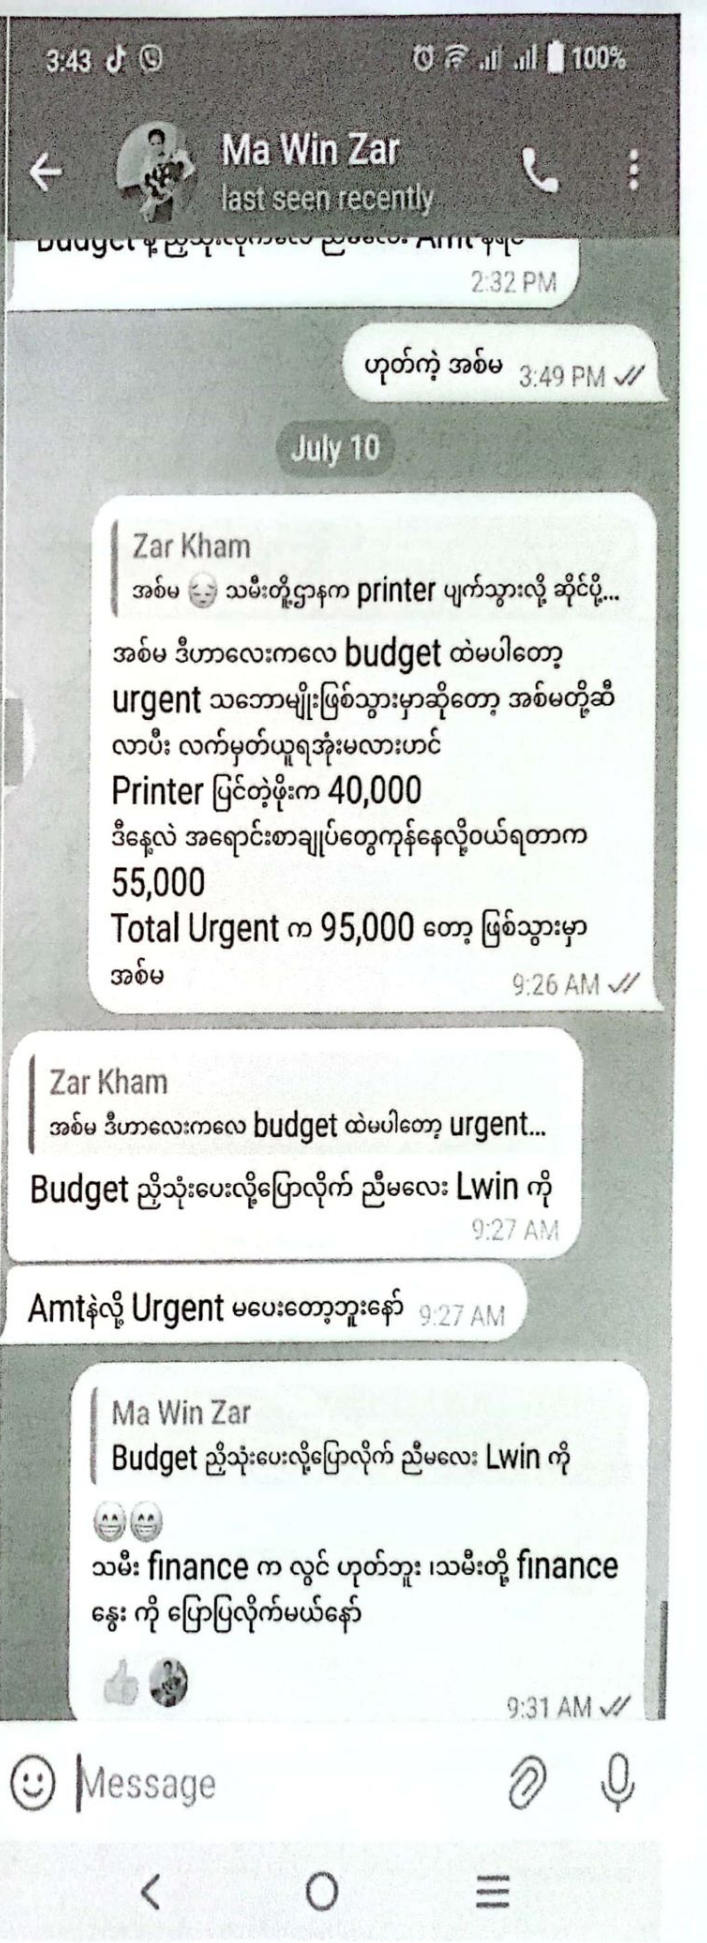 3:43 100%
Ma Win Zar
last seen recently
2:32 PM
ဟုတ်ကဲ့ အစ်မ 3:49 PM
July 10
Zar Kham
အစ်မ 😔 သမီးတို့ဌာနက printer ပျက်သွားလို့ ဆိုင်ပို့...
အစ်မ ဒီဟာလေးကလေ budget ထဲမပါတော့
urgent သဘောမျိုးဖြစ်သွားမှာဆိုတော့ အစ်မတို့ဆီ
လာပီး လက်မှတ်ယူရအုံးမလားဟင်
Printer ပြင်တဲ့ဖိုးက 40,000
ဒီနေ့လဲ အရောင်းစာချုပ်တွေကုန်နေလို့ဝယ်ရတာက
55,000
Total Urgent က 95,000 တော့ ဖြစ်သွားမှာ
အစ်မ 9:26 AM
Zar Kham
အစ်မ ဒီဟာလေးကလေ budget ထဲမပါတော့ urgent...
Budget ညှိသုံးပေးလို့ပြောလိုက် ညီမလေး Lwin ကို
9:27 AM
Amtနဲလို့ Urgent မပေးတော့ဘူးနော် 9:27 AM
Ma Win Zar
Budget ညှိသုံးပေးလို့ပြောလိုက် ညီမလေး Lwin ကို
😁😁
သမီး finance က လွင် ဟုတ်ဘူး ၊သမီးတို့ finance
နွေး ကို ပြောပြလိုက်မယ်နော်
👍
9:31 AM
Message